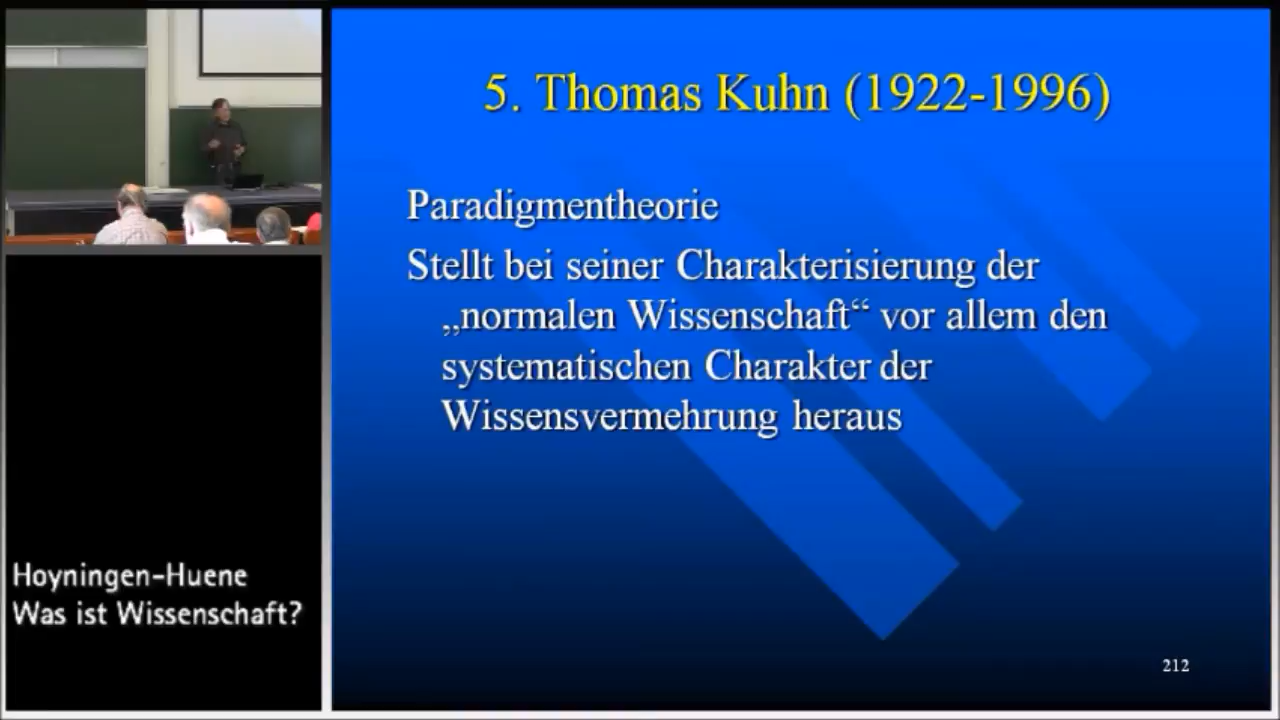 5. Thomas Kuhn (1922-1996)
Paradigmentheorie
Stellt bei seiner Charakterisierung der
„normalen Wissenschaft“ vor allem den
systematischen Charakter der
Wissensvermehrung heraus
Hoyningen-Huene
Was ist Wissenschaft?
212